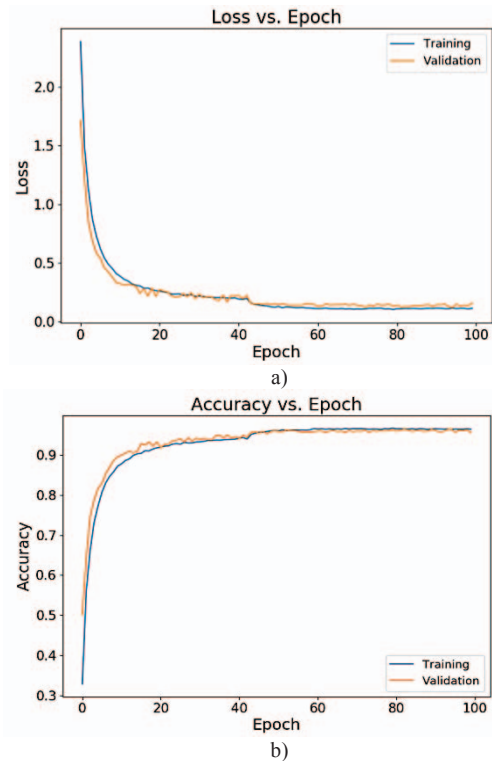 Loss vs. Epoch
Training
Validation
2.0
1.5
1.0
0.5
0.0
Loss
0 20 40 60 80 100
Epoch
a)
Accuracy vs. Epoch
0.9
0.8
0.7
0.6
0.5
0.4
0.3
Accuracy
Training
Validation
0 20 40 60 80 100
Epoch
b)